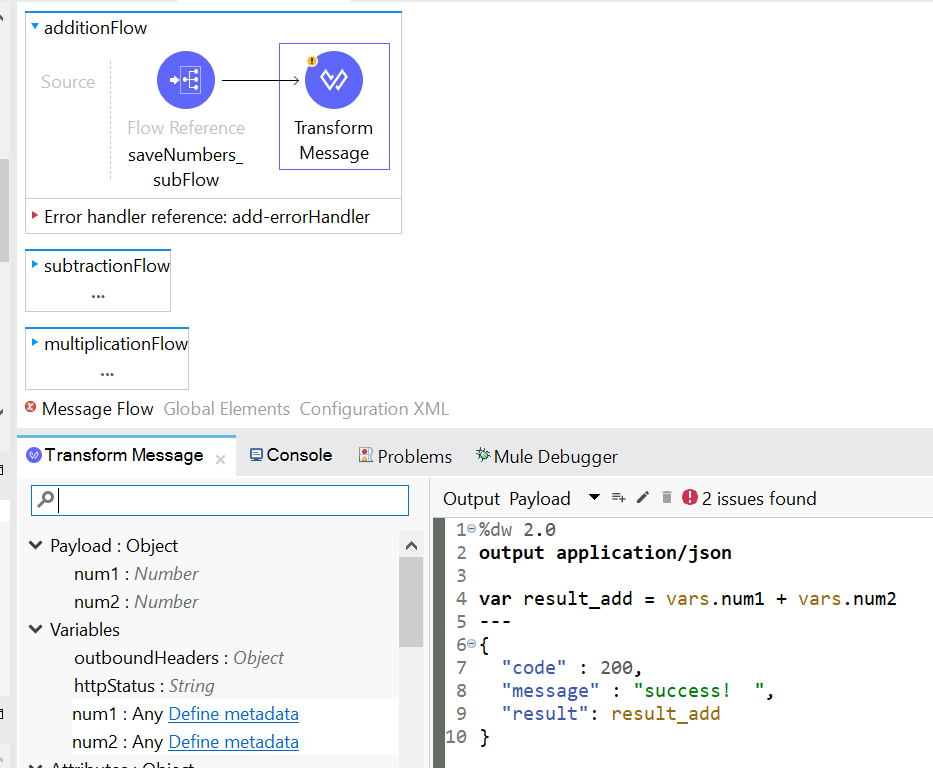 additionFlow
Source
Flow Reference
saveNumbers_
subFlow
Transform
Message
Error handler reference: add-errorHandler
subtractionFlow
...
multiplicationFlow
...
Message Flow Global Elements Configuration XML
Transform Message Console Problems Mule Debugger
Output Payload 2 issues found
Payload : Object
num1 : Number
num2 : Number
Variables
outboundHeaders : Object
httpStatus : String
num1 : Any Define metadata
num2 : Any Define metadata
Attributes : Object
1 %dw 2.0
2 output application/json
3
4 var result_add = vars.num1 + vars.num2
5 ---
6 {
7 "code" : 200,
8 "message" : "success!  ",
9 "result": result_add
10 }